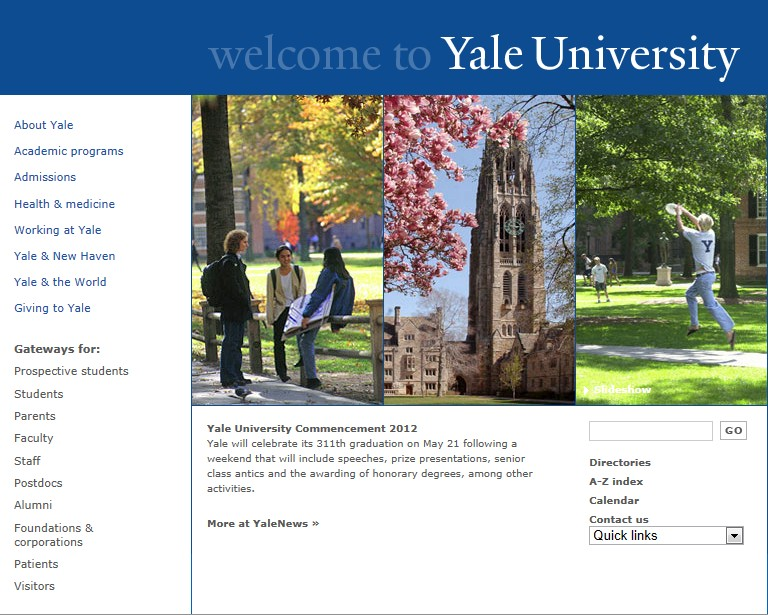 welcome to Yale University
About Yale
Academic programs
Admissions
Health & medicine
Working at Yale
Yale & New Haven
Yale & the World
Giving to Yale
Gateways for:
Prospective students
Students
Parents
Faculty
Staff
Postdocs
Alumni
Foundations &
corporations
Patients
Visitors
Y
Slideshow
Yale University Commencement 2012
Yale will celebrate its 311th graduation on May 21 following a
weekend that will include speeches, prize presentations, senior
class antics and the awarding of honorary degrees, among other
activities.
More at YaleNews »
GO
Directories
A-Z index
Calendar
Contact us
Quick links